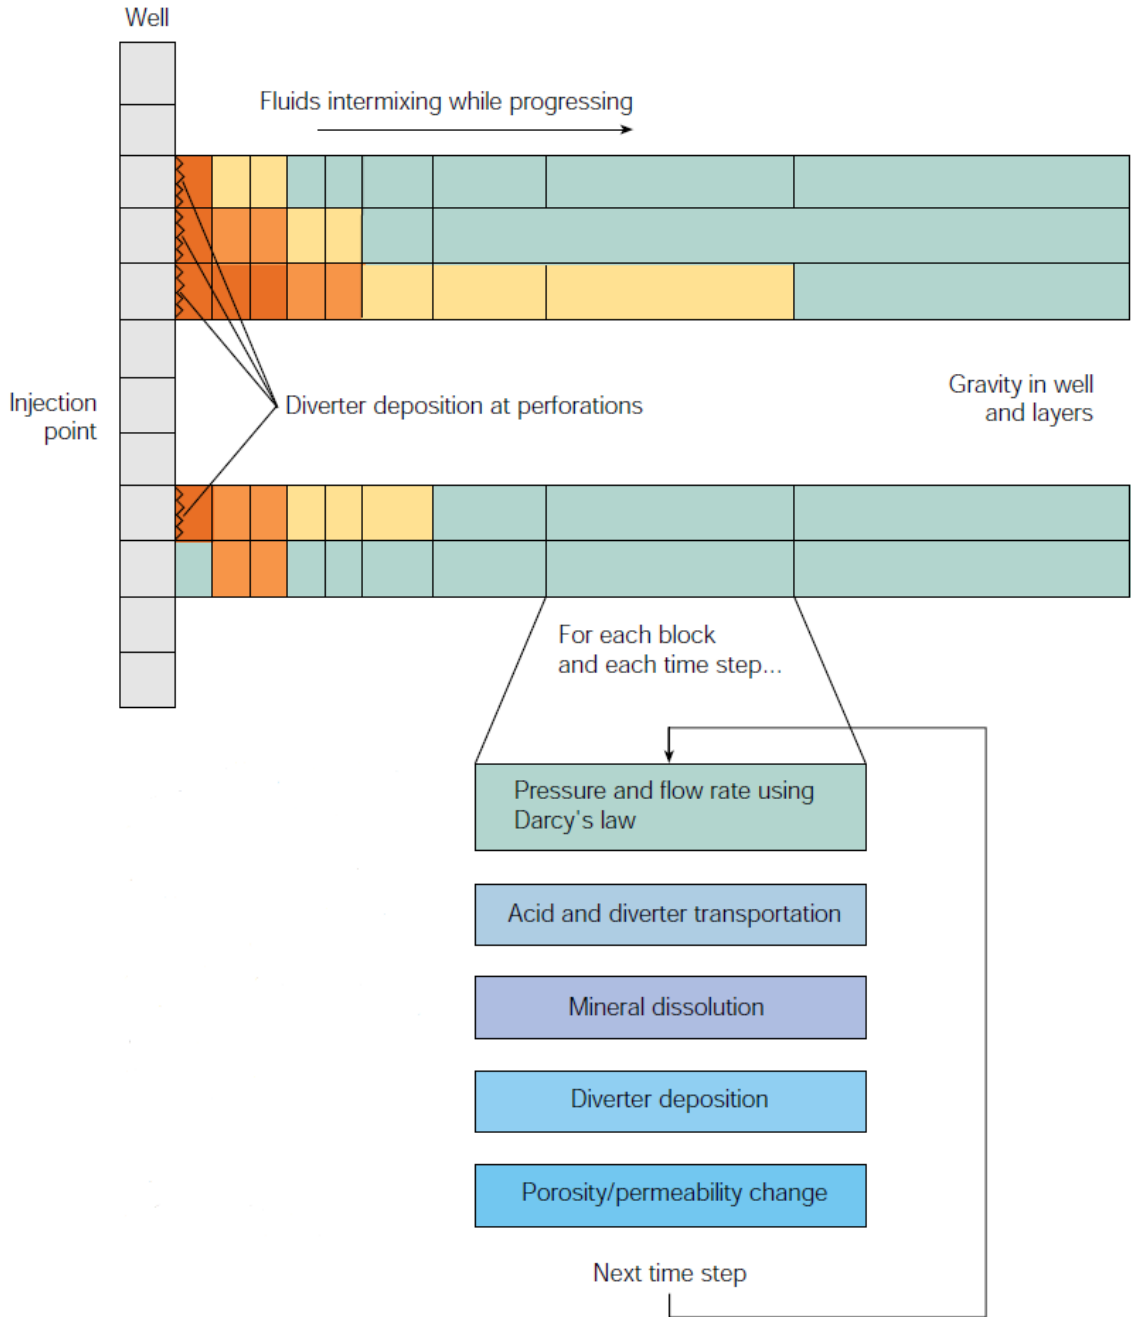 Well
Fluids intermixing while progressing
Injection
point
Diverter deposition at perforations
Gravity in well
and layers
For each block
and each time step...
Pressure and flow rate using
Darcy's law
Acid and diverter transportation
Mineral dissolution
Diverter deposition
Porosity/permeability change
Next time step